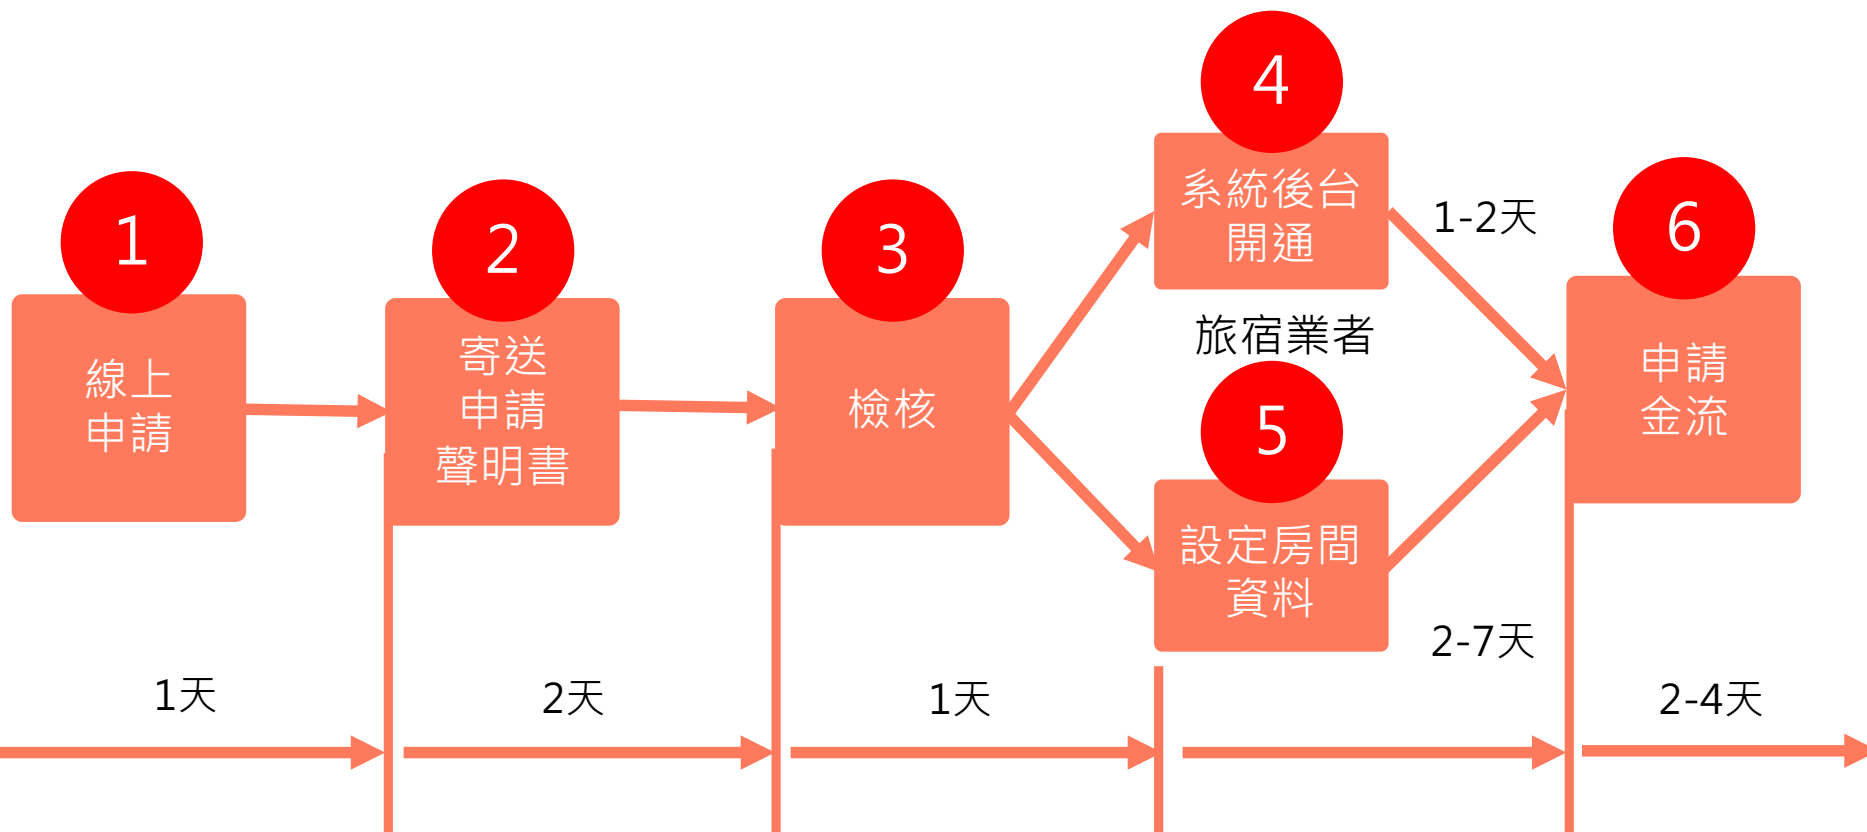 1
線上
申請
2
寄送
申請
聲明書
3
檢核
4
系統後台
開通
1-2天
旅宿業者
5
設定房間
資料
2-7天
6
申請
金流
1天
2天
1天
2-4天